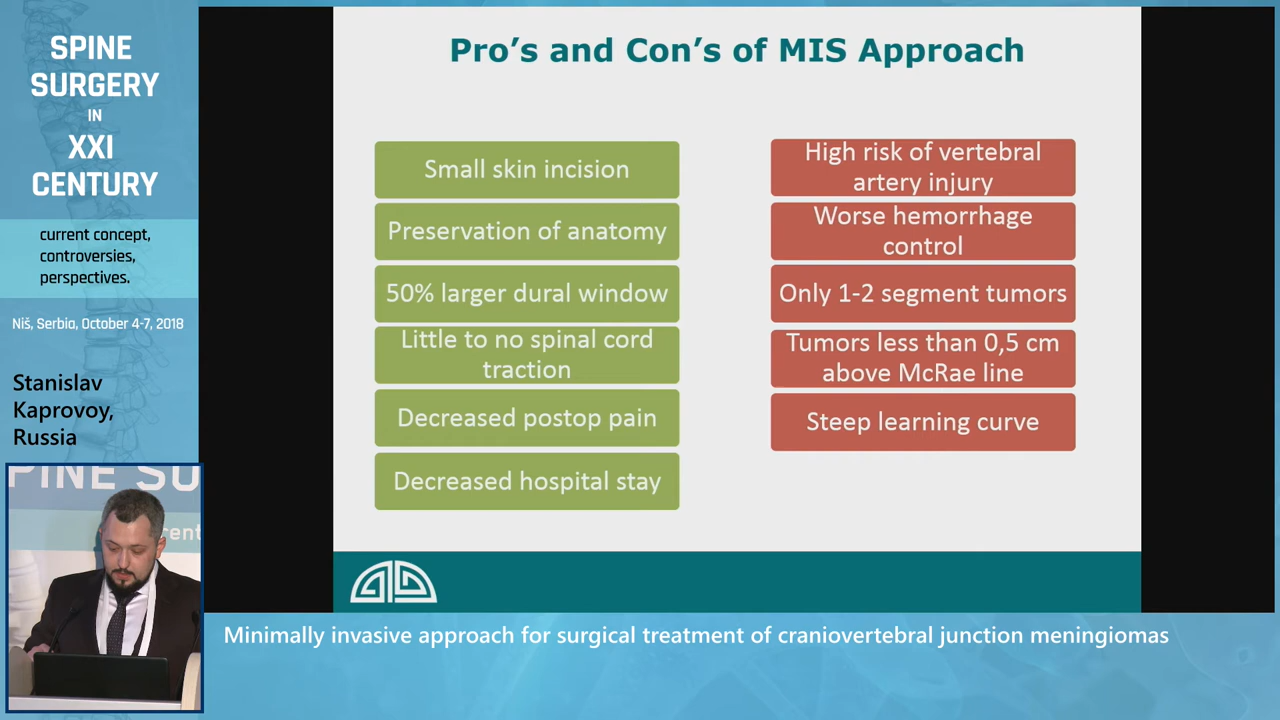 SPINE
SURGERY
IN
XXI
CENTURY
current concept,
controversies,
perspectives.
Niš, Serbia, October 4-7, 2018
Stanislav
Kaprovoy,
Russia
PINE SU
cent
Pro’s and Con’s of MIS Approach
Small skin incision
Preservation of anatomy
50% larger dural window
Little to no spinal cord
traction
Decreased postop pain
Decreased hospital stay
High risk of vertebral
artery injury
Worse hemorrhage
control
Only 1-2 segment tumors
Tumors less than 0,5 cm
above McRae line
Steep learning curve
Minimally invasive approach for surgical treatment of craniovertebral junction meningiomas